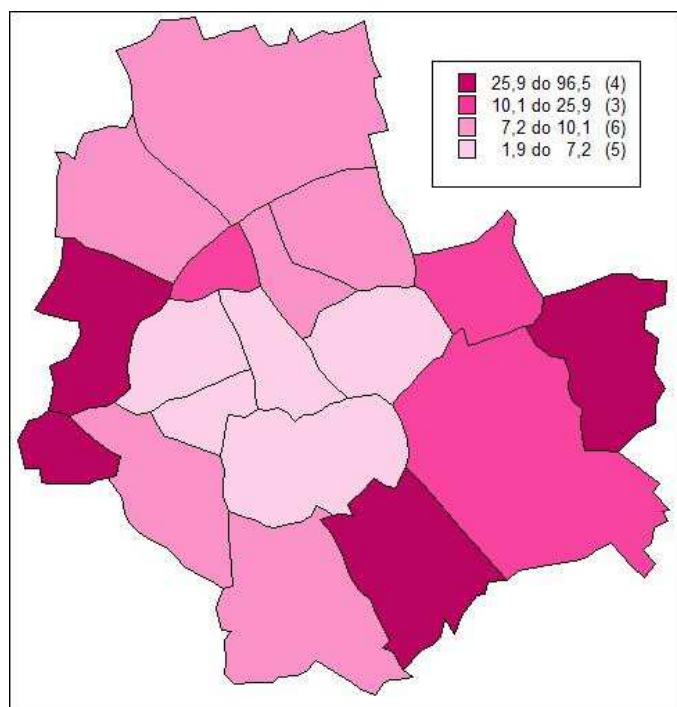 25,9 do 96,5 (4)
10,1 do 25,9 (3)
7,2 do 10,1 (6)
1,9 do 7,2 (5)